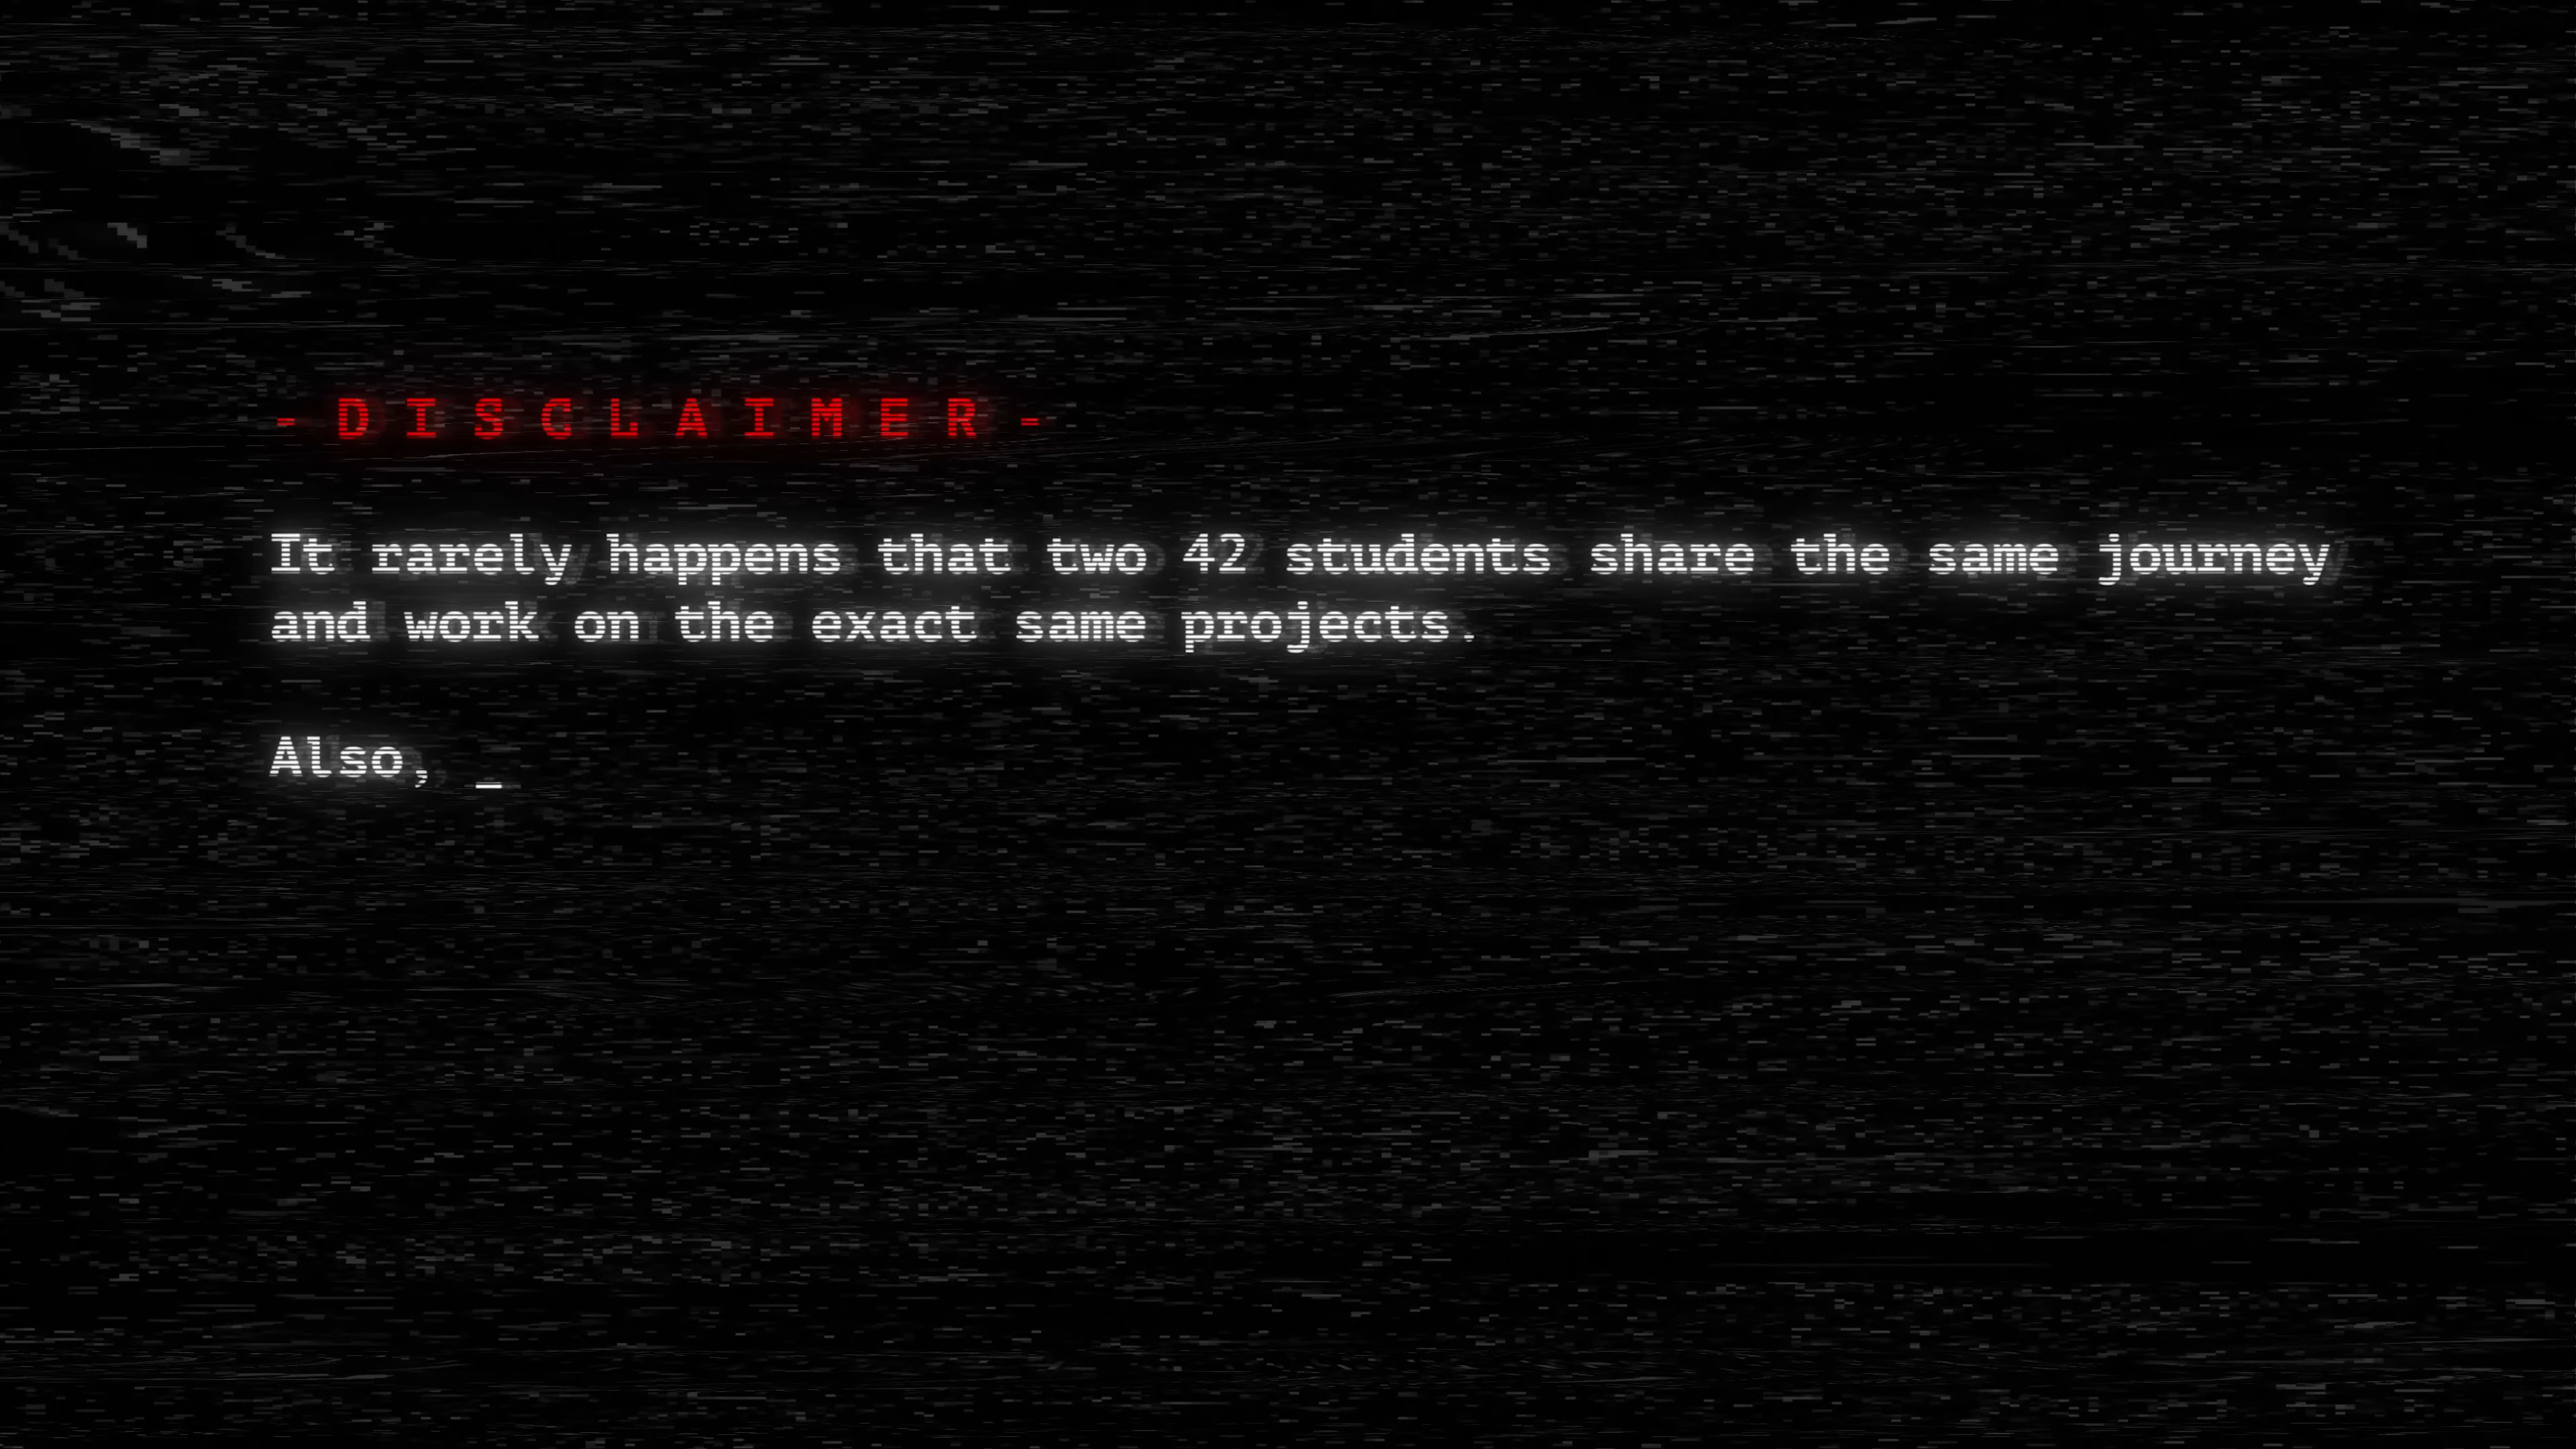 - D I S C L A I M E R -
It rarely happens that two 42 students share the same journey
and work on the exact same projects.
Also, _